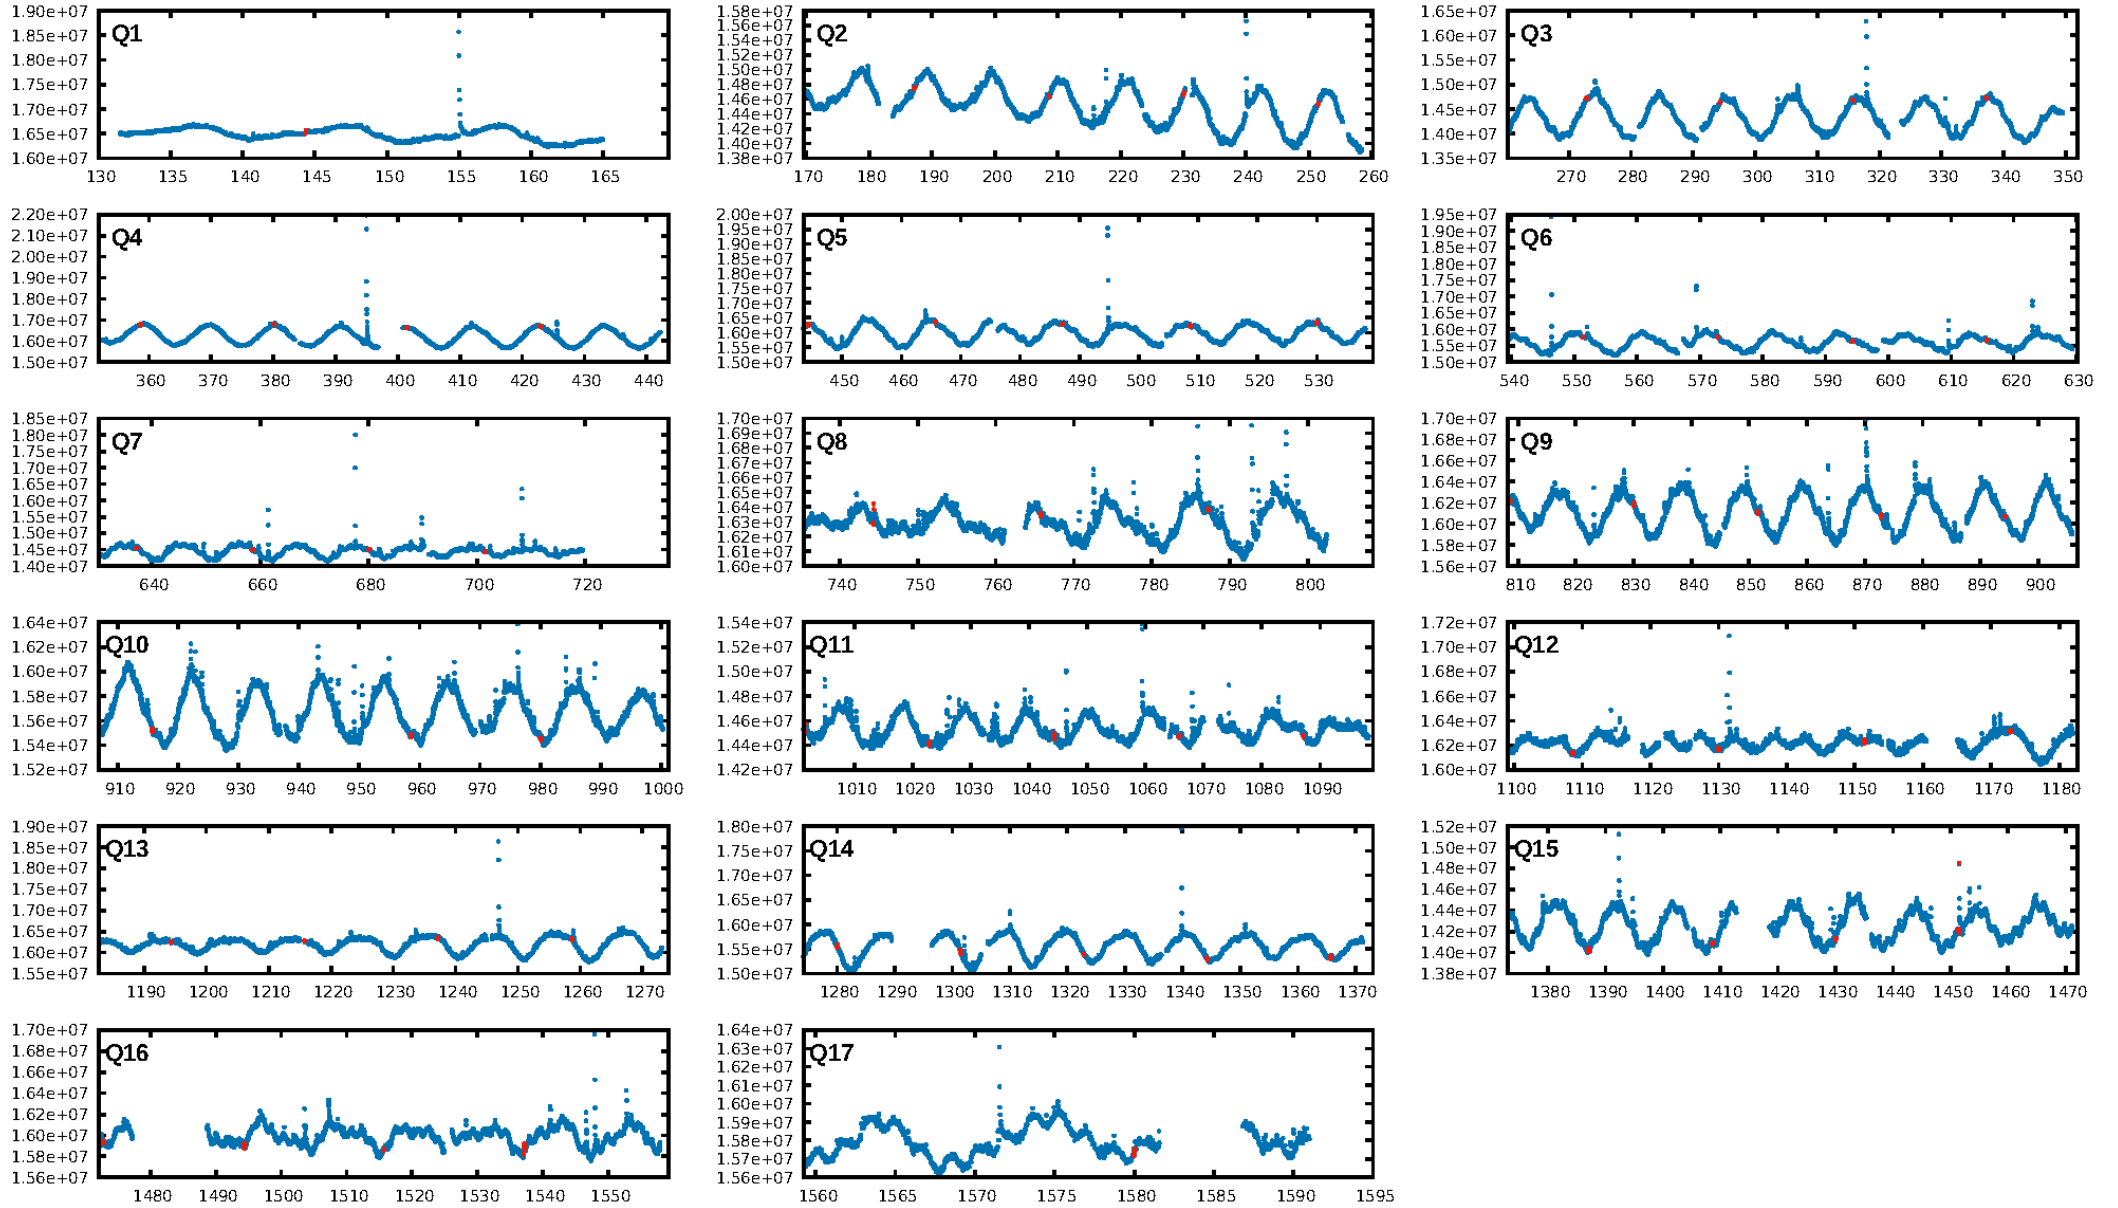 1.90e+07
1.85e+07
1.80e+07
1.75e+07
1.70e+07
1.65e+07
1.60e+07
Q1
130 135 140 145 150 155 160 165
1.58e+07
1.56e+07
1.54e+07
1.52e+07
1.50e+07
1.48e+07
1.46e+07
1.44e+07
1.42e+07
1.40e+07
1.38e+07
Q2
170 180 190 200 210 220 230 240 250 260
1.65e+07
1.60e+07
1.55e+07
1.50e+07
1.45e+07
1.40e+07
1.35e+07
Q3
270 280 290 300 310 320 330 340 350
2.20e+07
2.10e+07
2.00e+07
1.90e+07
1.80e+07
1.70e+07
1.60e+07
1.50e+07
Q4
360 370 380 390 400 410 420 430 440
2.00e+07
1.95e+07
1.90e+07
1.85e+07
1.80e+07
1.75e+07
1.70e+07
1.65e+07
1.60e+07
1.55e+07
1.50e+07
Q5
450 460 470 480 490 500 510 520 530
1.95e+07
1.90e+07
1.85e+07
1.80e+07
1.75e+07
1.70e+07
1.65e+07
1.60e+07
1.55e+07
1.50e+07
Q6
540 550 560 570 580 590 600 610 620 630
1.85e+07
1.80e+07
1.75e+07
1.70e+07
1.65e+07
1.60e+07
1.55e+07
1.50e+07
1.45e+07
1.40e+07
Q7
640 660 680 700 720
1.70e+07
1.69e+07
1.68e+07
1.67e+07
1.66e+07
1.65e+07
1.64e+07
1.63e+07
1.62e+07
1.61e+07
1.60e+07
Q8
740 750 760 770 780 790 800
1.70e+07
1.68e+07
1.66e+07
1.64e+07
1.62e+07
1.60e+07
1.58e+07
1.56e+07
Q9
810 820 830 840 850 860 870 880 890 900
1.64e+07
1.62e+07
1.60e+07
1.58e+07
1.56e+07
1.54e+07
1.52e+07
Q10
910 920 930 940 950 960 970 980 990 1000
1.54e+07
1.52e+07
1.50e+07
1.48e+07
1.46e+07
1.44e+07
1.42e+07
Q11
1010 1020 1030 1040 1050 1060 1070 1080 1090
1.72e+07
1.70e+07
1.68e+07
1.66e+07
1.64e+07
1.62e+07
1.60e+07
Q12
1100 1110 1120 1130 1140 1150 1160 1170 1180
1.90e+07
1.85e+07
1.80e+07
1.75e+07
1.70e+07
1.65e+07
1.60e+07
1.55e+07
Q13
1190 1200 1210 1220 1230 1240 1250 1260 1270
1.80e+07
1.75e+07
1.70e+07
1.65e+07
1.60e+07
1.55e+07
1.50e+07
Q14
1280 1290 1300 1310 1320 1330 1340 1350 1360 1370
1.52e+07
1.50e+07
1.48e+07
1.46e+07
1.44e+07
1.42e+07
1.40e+07
1.38e+07
Q15
1380 1390 1400 1410 1420 1430 1440 1450 1460 1470
1.70e+07
1.68e+07
1.66e+07
1.64e+07
1.62e+07
1.60e+07
1.58e+07
1.56e+07
Q16
1480 1490 1500 1510 1520 1530 1540 1550
1.64e+07
1.63e+07
1.62e+07
1.61e+07
1.60e+07
1.59e+07
1.58e+07
1.57e+07
1.56e+07
Q17
1560 1565 1570 1575 1580 1585 1590 1595